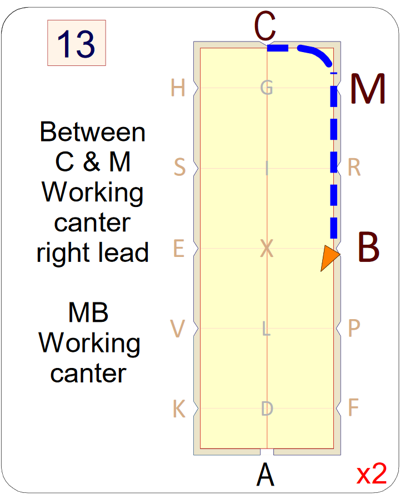 13
C
H G M
Between
C & M
Working
canter
right lead
S I R
E X B
MB
Working
canter
V L P
K D F
A
x2